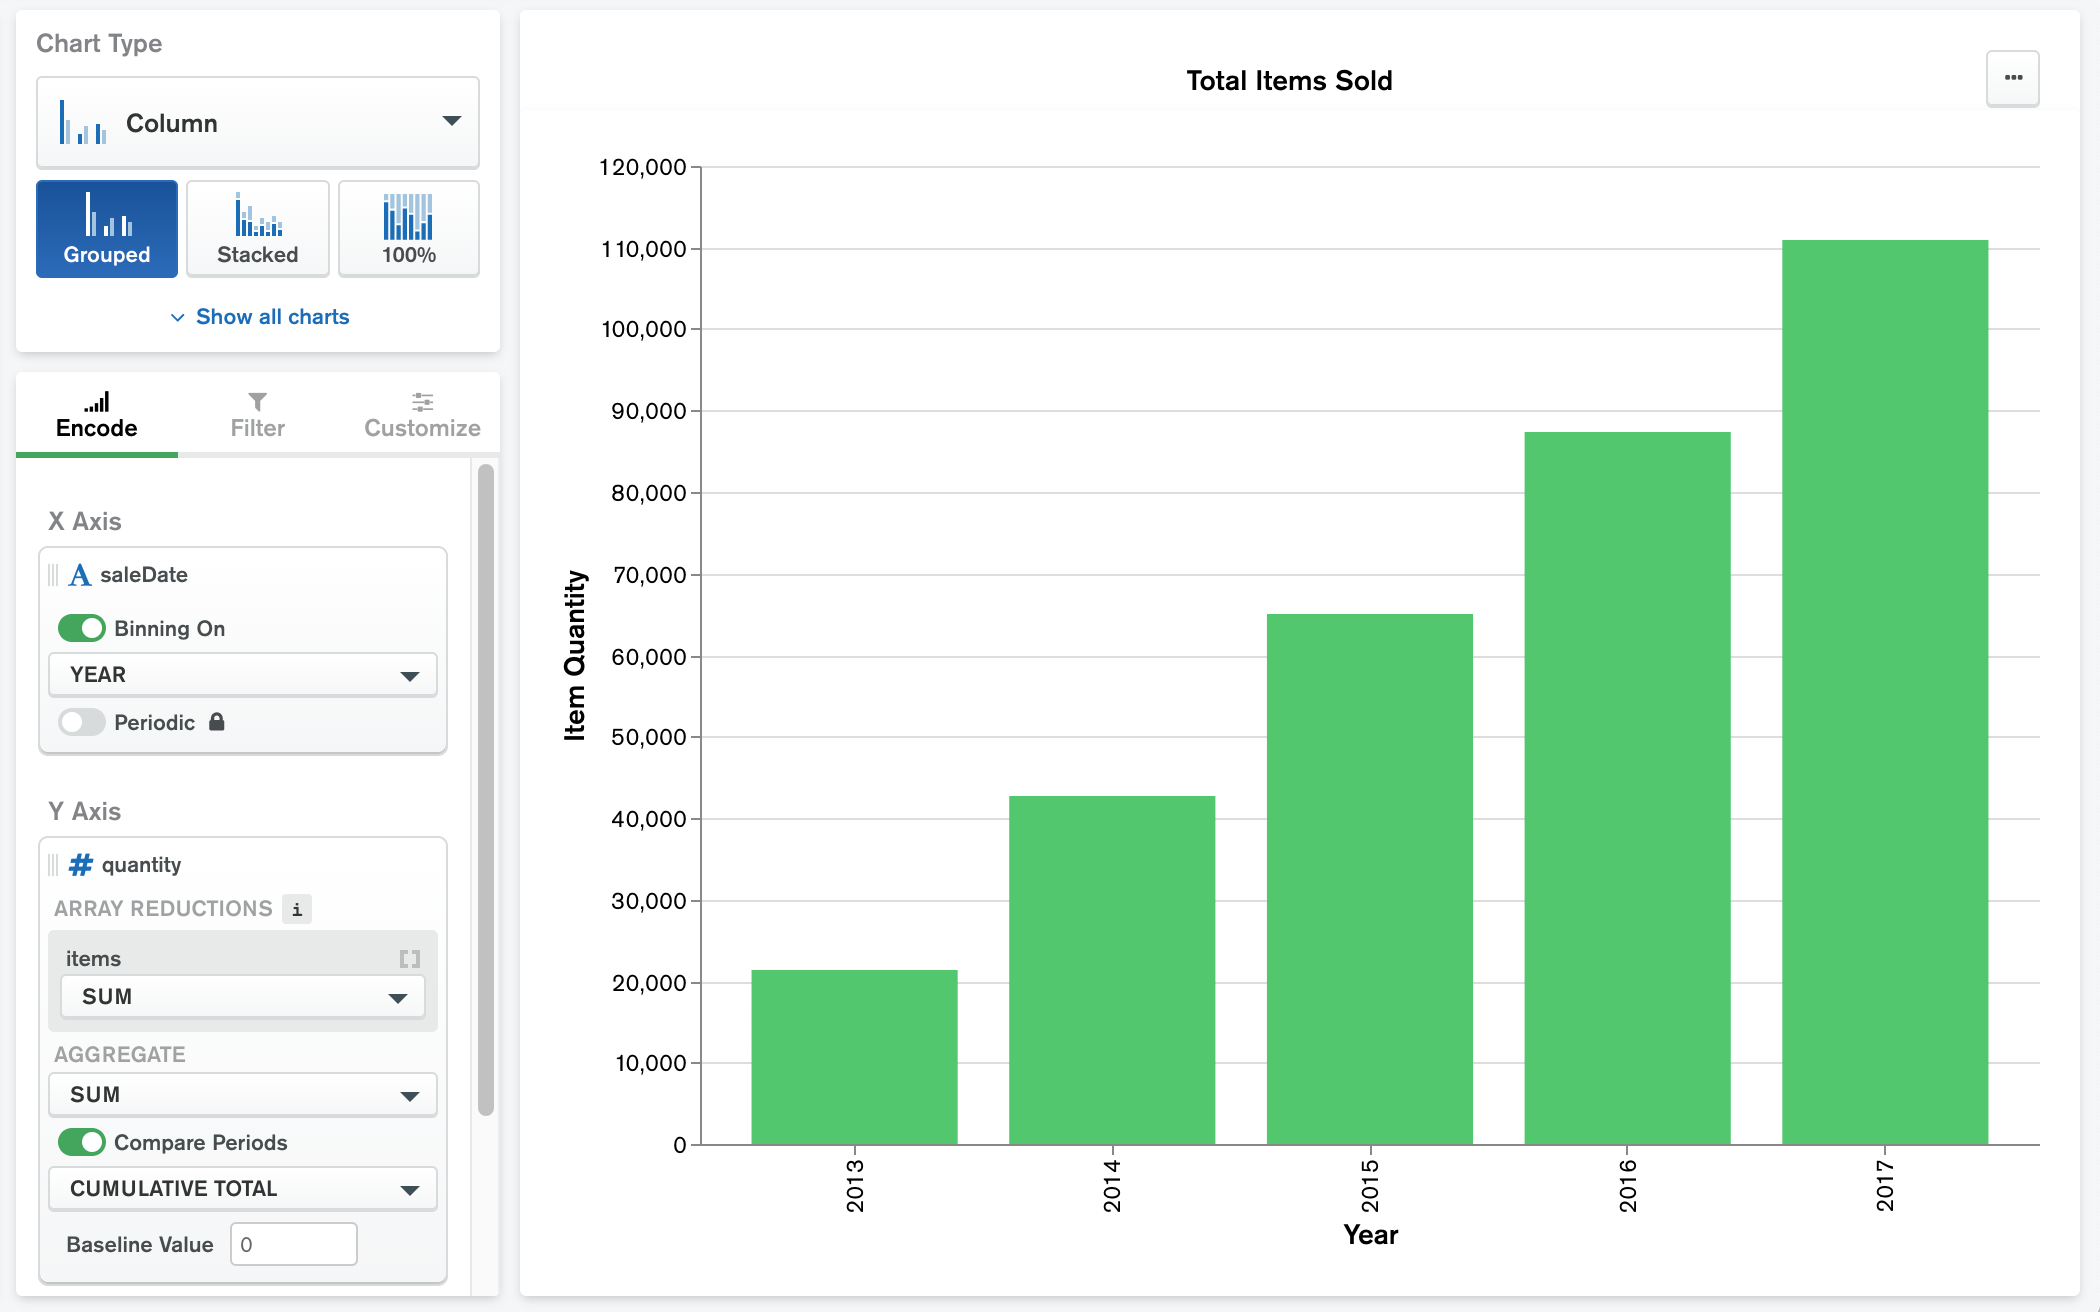 Chart Type
Column
Grouped
Stacked
100%
Show all charts
Encode
Filter
Customize
X Axis
A saleDate
Binning On
YEAR
Periodic
Y Axis
# quantity
ARRAY REDUCTIONS i
items
SUM
AGGREGATE
SUM
Compare Periods
CUMULATIVE TOTAL
Baseline Value 0
Total Items Sold
120,000
110,000
100,000
90,000
80,000
70,000
60,000
50,000
40,000
30,000
20,000
10,000
0
Item Quantity
2013
2014
2015
2016
2017
Year